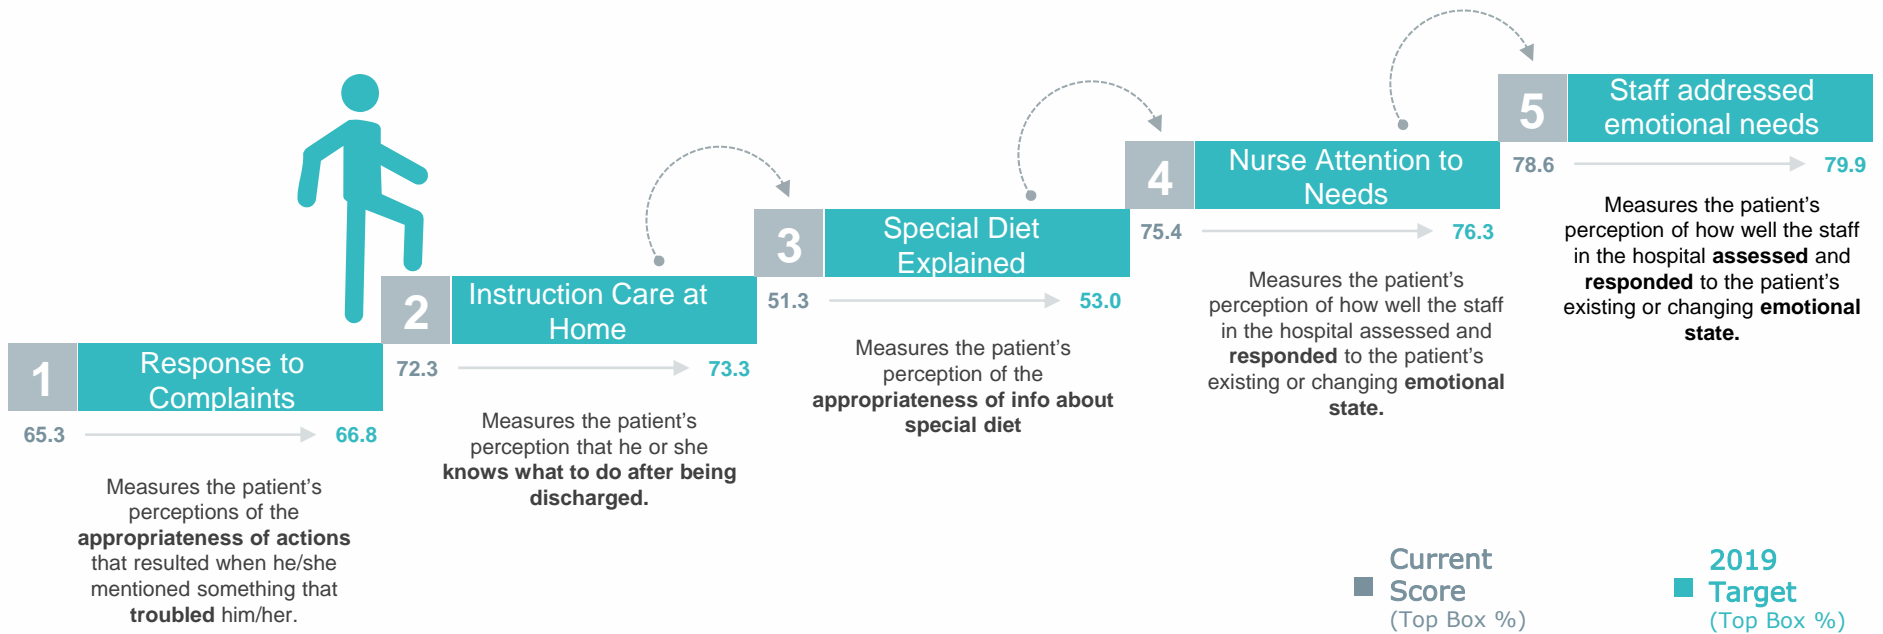 1
Response to
Complaints
65.3
66.8
Measures the patient's
perceptions of the
appropriateness of actions
that resulted when he/she
mentioned something that
troubled him/her.
2
Instruction Care at
Home
72.3
73.3
Measures the patient's
perception that he or she
knows what to do after being
discharged.
3
Special Diet
Explained
51.3
53.0
Measures the patient's
perception of the
appropriateness of info about
special diet
4
Nurse Attention to
Needs
75.4
76.3
Measures the patient's
perception of how well the staff
in the hospital assessed and
responded to the patient's
existing or changing emotional
state.
5
Staff addressed
emotional needs
78.6
79.9
Measures the patient's
perception of how well the staff
in the hospital assessed and
responded to the patient's
existing or changing emotional
state.
Current
Score
(Top Box %)
2019
Target
(Top Box %)